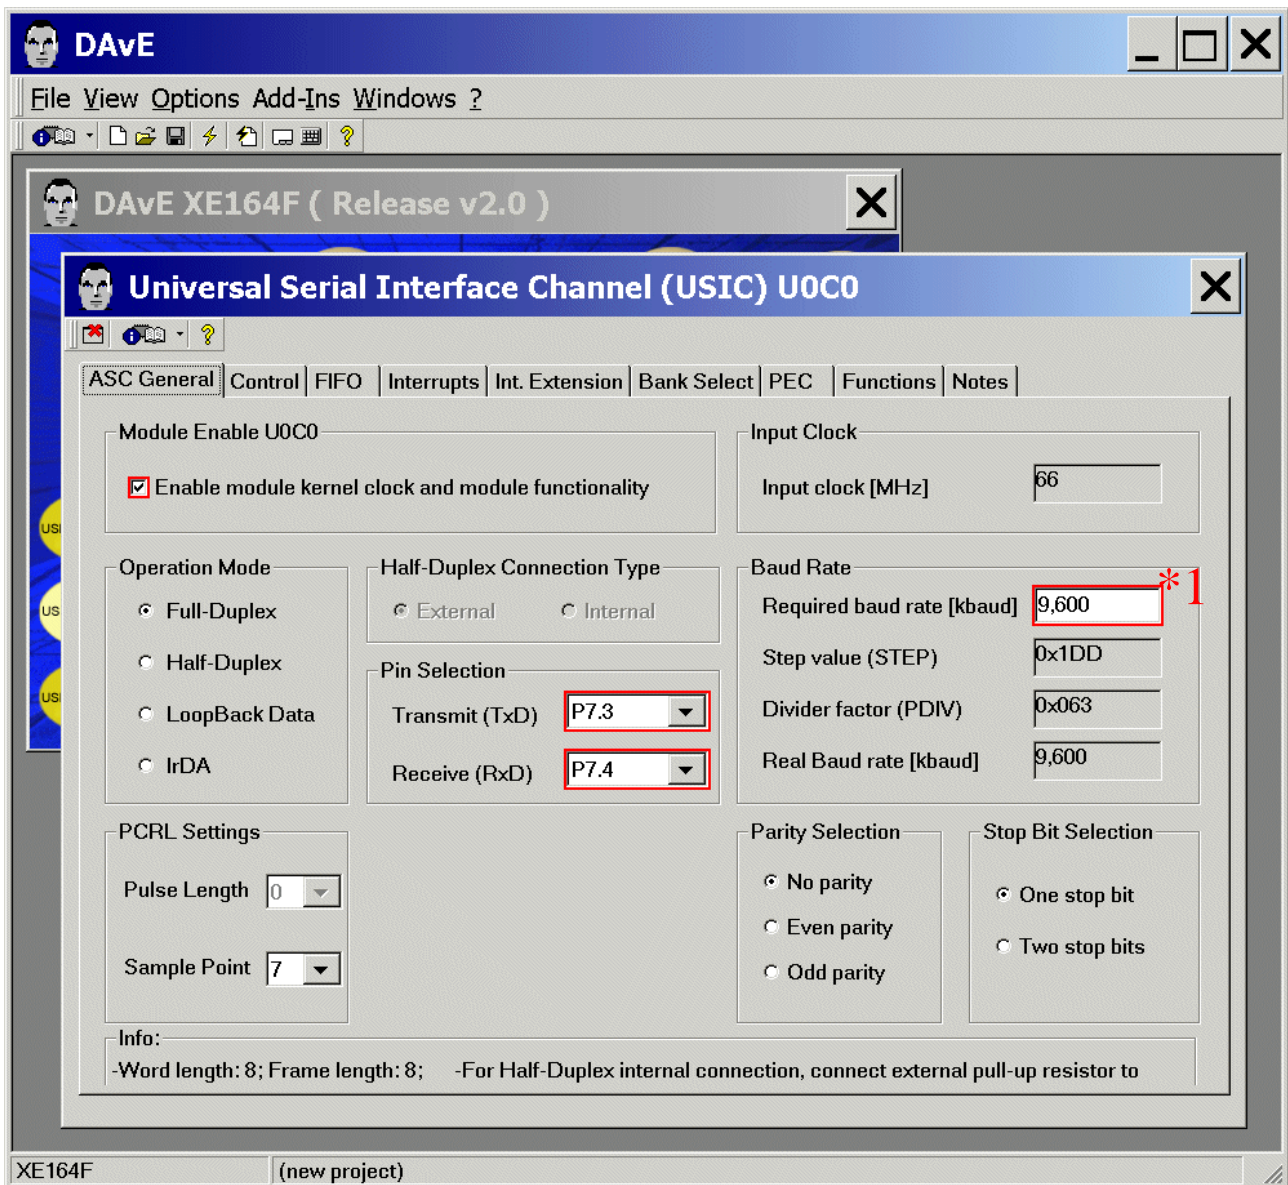 DAvE
File View Options Add-Ins Windows ?
DAvE XE164F ( Release v2.0 )
Universal Serial Interface Channel (USIC) U0C0
ASC General Control FIFO Interrupts Int. Extension Bank Select PEC Functions Notes
Module Enable U0C0
Enable module kernel clock and module functionality
Input Clock
Input clock [MHz] 66
Operation Mode
Full-Duplex
Half-Duplex
LoopBack Data
IrDA
Half-Duplex Connection Type
External Internal
Pin Selection
Transmit (TxD) P7.3
Receive (RxD) P7.4
Baud Rate
Required baud rate [kbaud] 9,600 *1
Step value (STEP) 0x1DD
Divider factor (PDIV) 0x063
Real Baud rate [kbaud] 9,600
PCRL Settings
Pulse Length 0
Sample Point 7
Parity Selection
No parity
Even parity
Odd parity
Stop Bit Selection
One stop bit
Two stop bits
Info:
-Word length: 8; Frame length: 8; -For Half-Duplex internal connection, connect external pull-up resistor to
XE164F (new project)